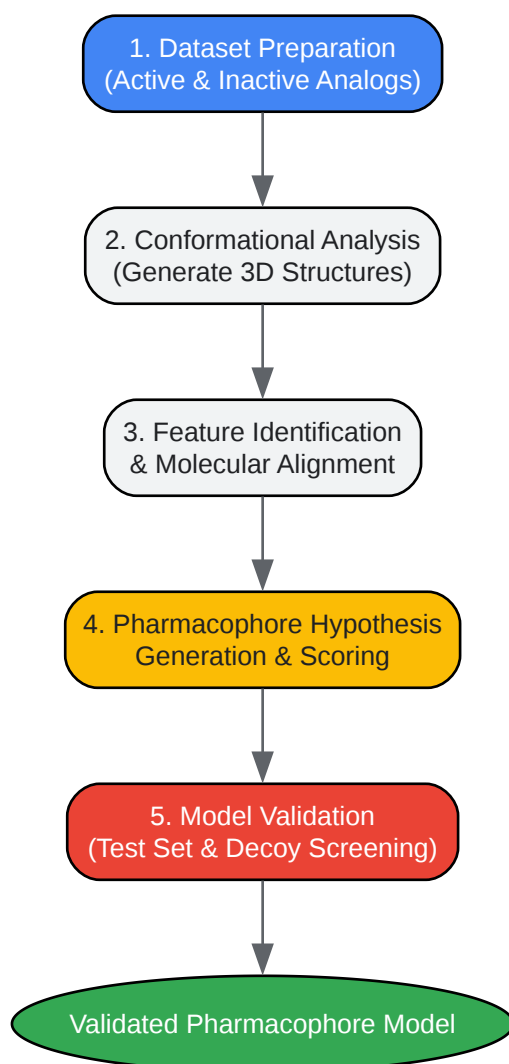 1. Dataset Preparation
(Active & Inactive Analogs)
2. Conformational Analysis
(Generate 3D Structures)
3. Feature Identification
& Molecular Alignment
4. Pharmacophore Hypothesis
Generation & Scoring
5. Model Validation
(Test Set & Decoy Screening)
Validated Pharmacophore Model